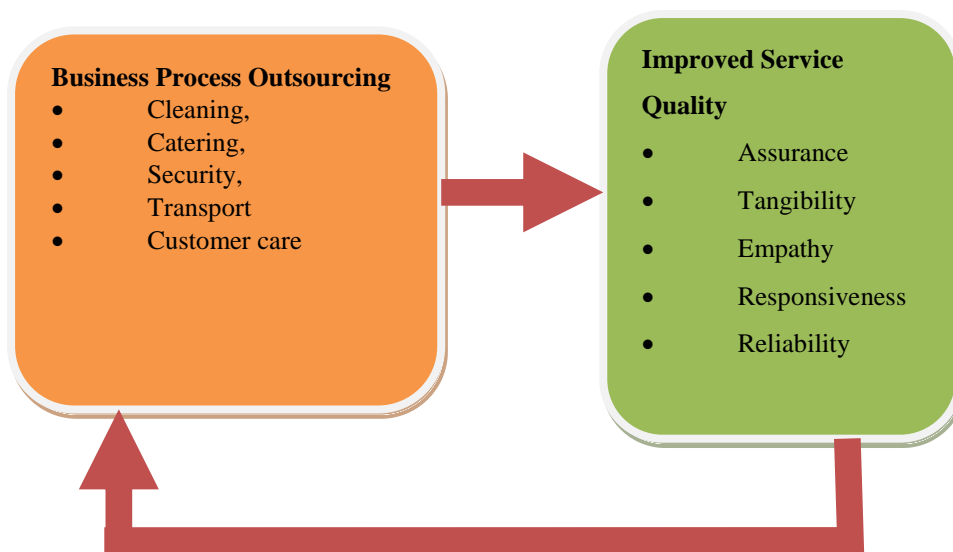 Business Process Outsourcing
• Cleaning,
• Catering,
• Security,
• Transport
• Customer care
Improved Service
Quality
• Assurance
• Tangibility
• Empathy
• Responsiveness
• Reliability